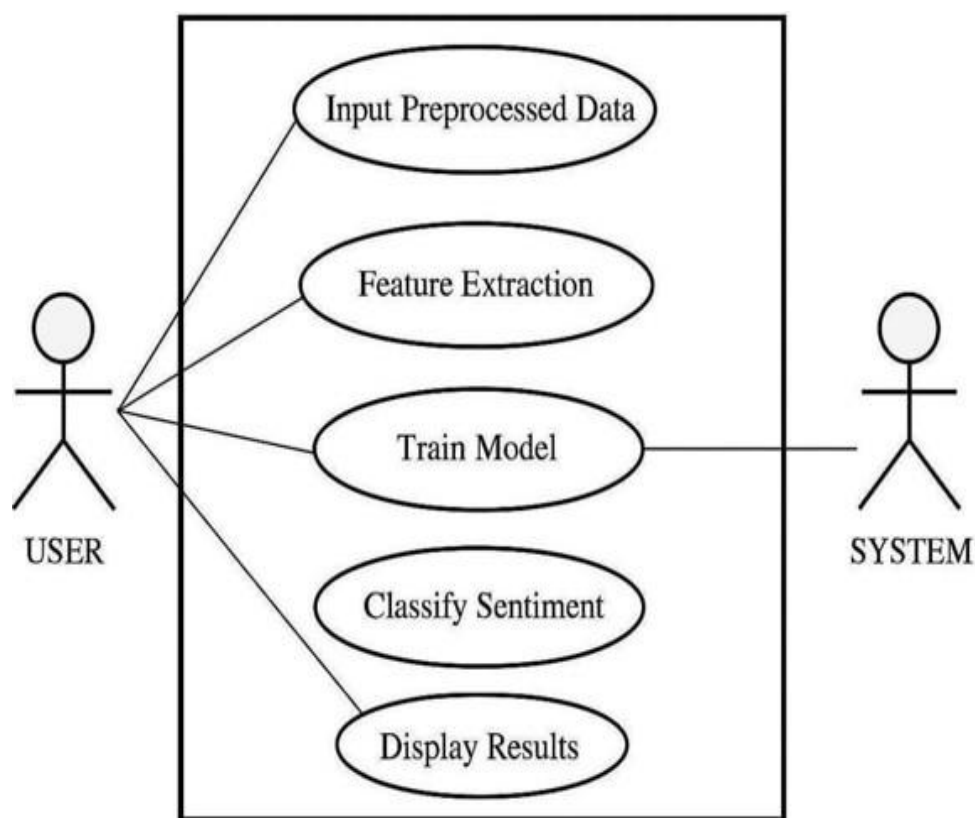 Input Preprocessed Data
Feature Extraction
Train Model
USER
SYSTEM
Classify Sentiment
Display Results